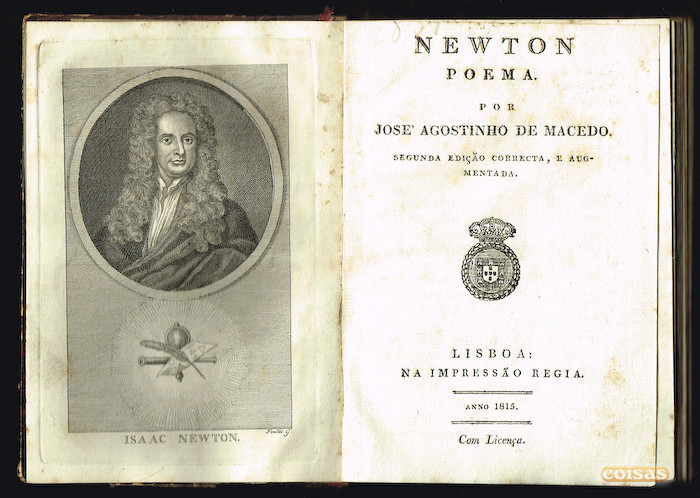 ISAAC NEWTON.
NEWTON
POEMA.
POR
JOSE' AGOSTINHO DE MACEDO.
SEGUNDA EDIÇÃO CORRECTA, E AUG-
MENTADA.
LISBOA:
NA IMPRESSÃO REGIA.
ANNO 1815.
Com Licença.
coisas